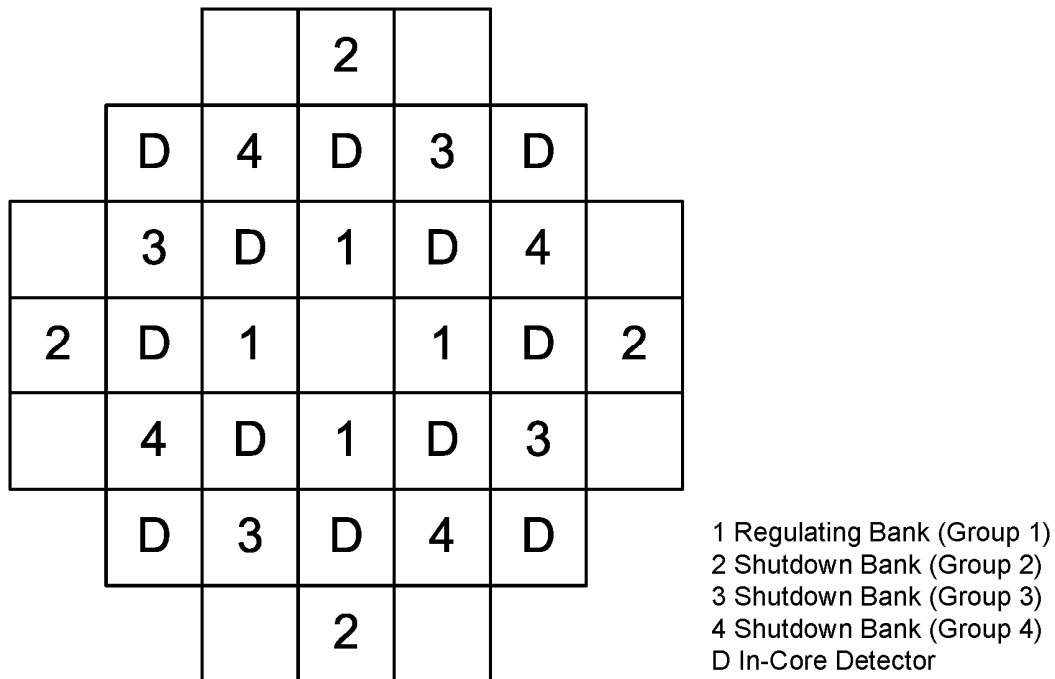 2
D 4 D 3 D
3 D 1 D 4
2 D 1 1 D 2
4 D 1 D 3
D 3 D 4 D
2
1 Regulating Bank (Group 1)
2 Shutdown Bank (Group 2)
3 Shutdown Bank (Group 3)
4 Shutdown Bank (Group 4)
D In-Core Detector